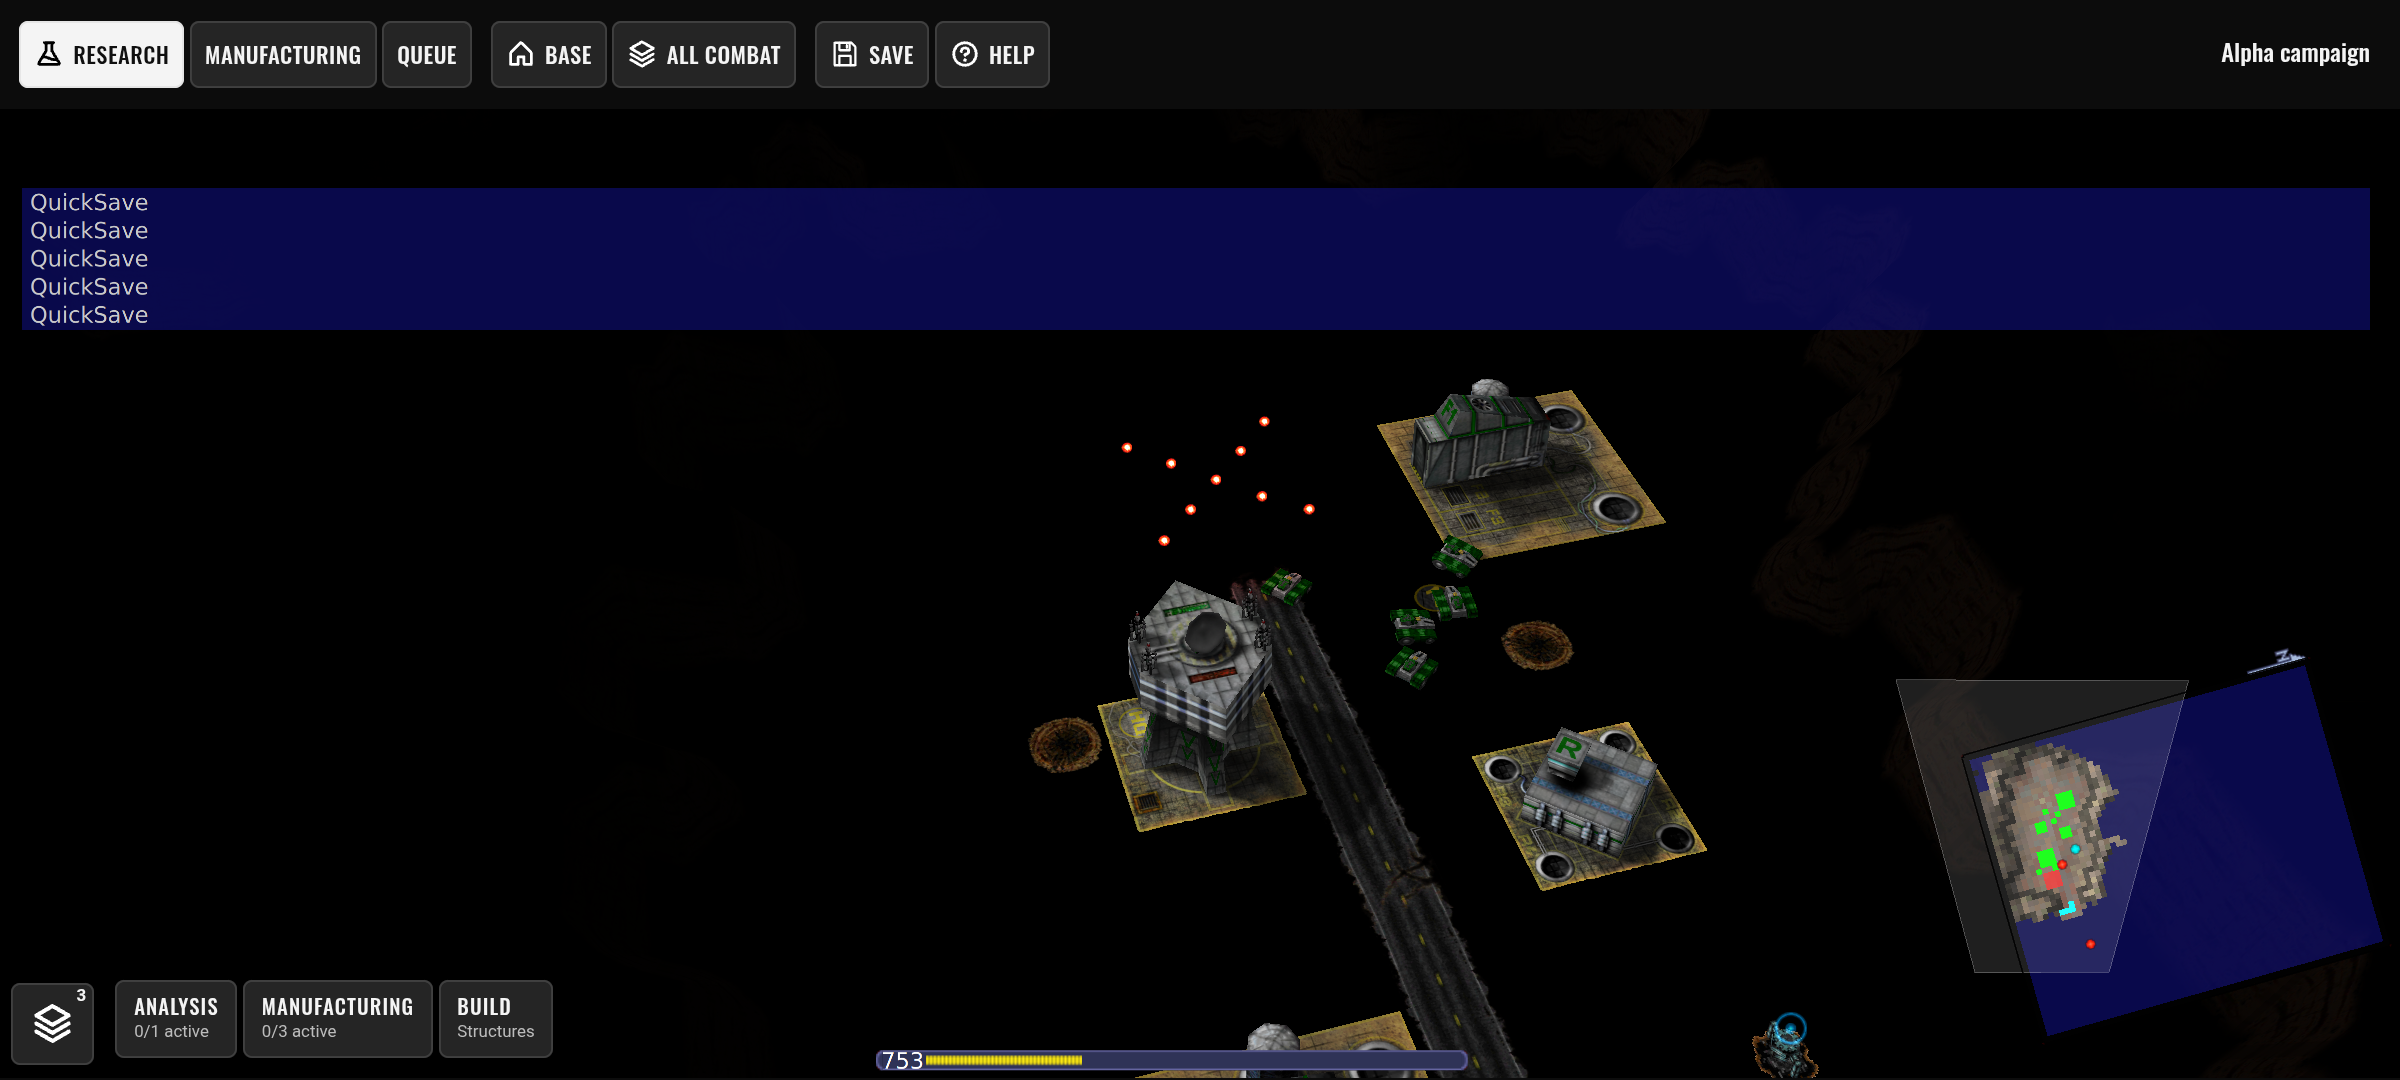 RESEARCH
MANUFACTURING
QUEUE
BASE
ALL COMBAT
SAVE
HELP
Alpha campaign
QuickSave
QuickSave
QuickSave
QuickSave
QuickSave
R
N
3
ANALYSIS
0/1 active
MANUFACTURING
0/3 active
BUILD
Structures
753